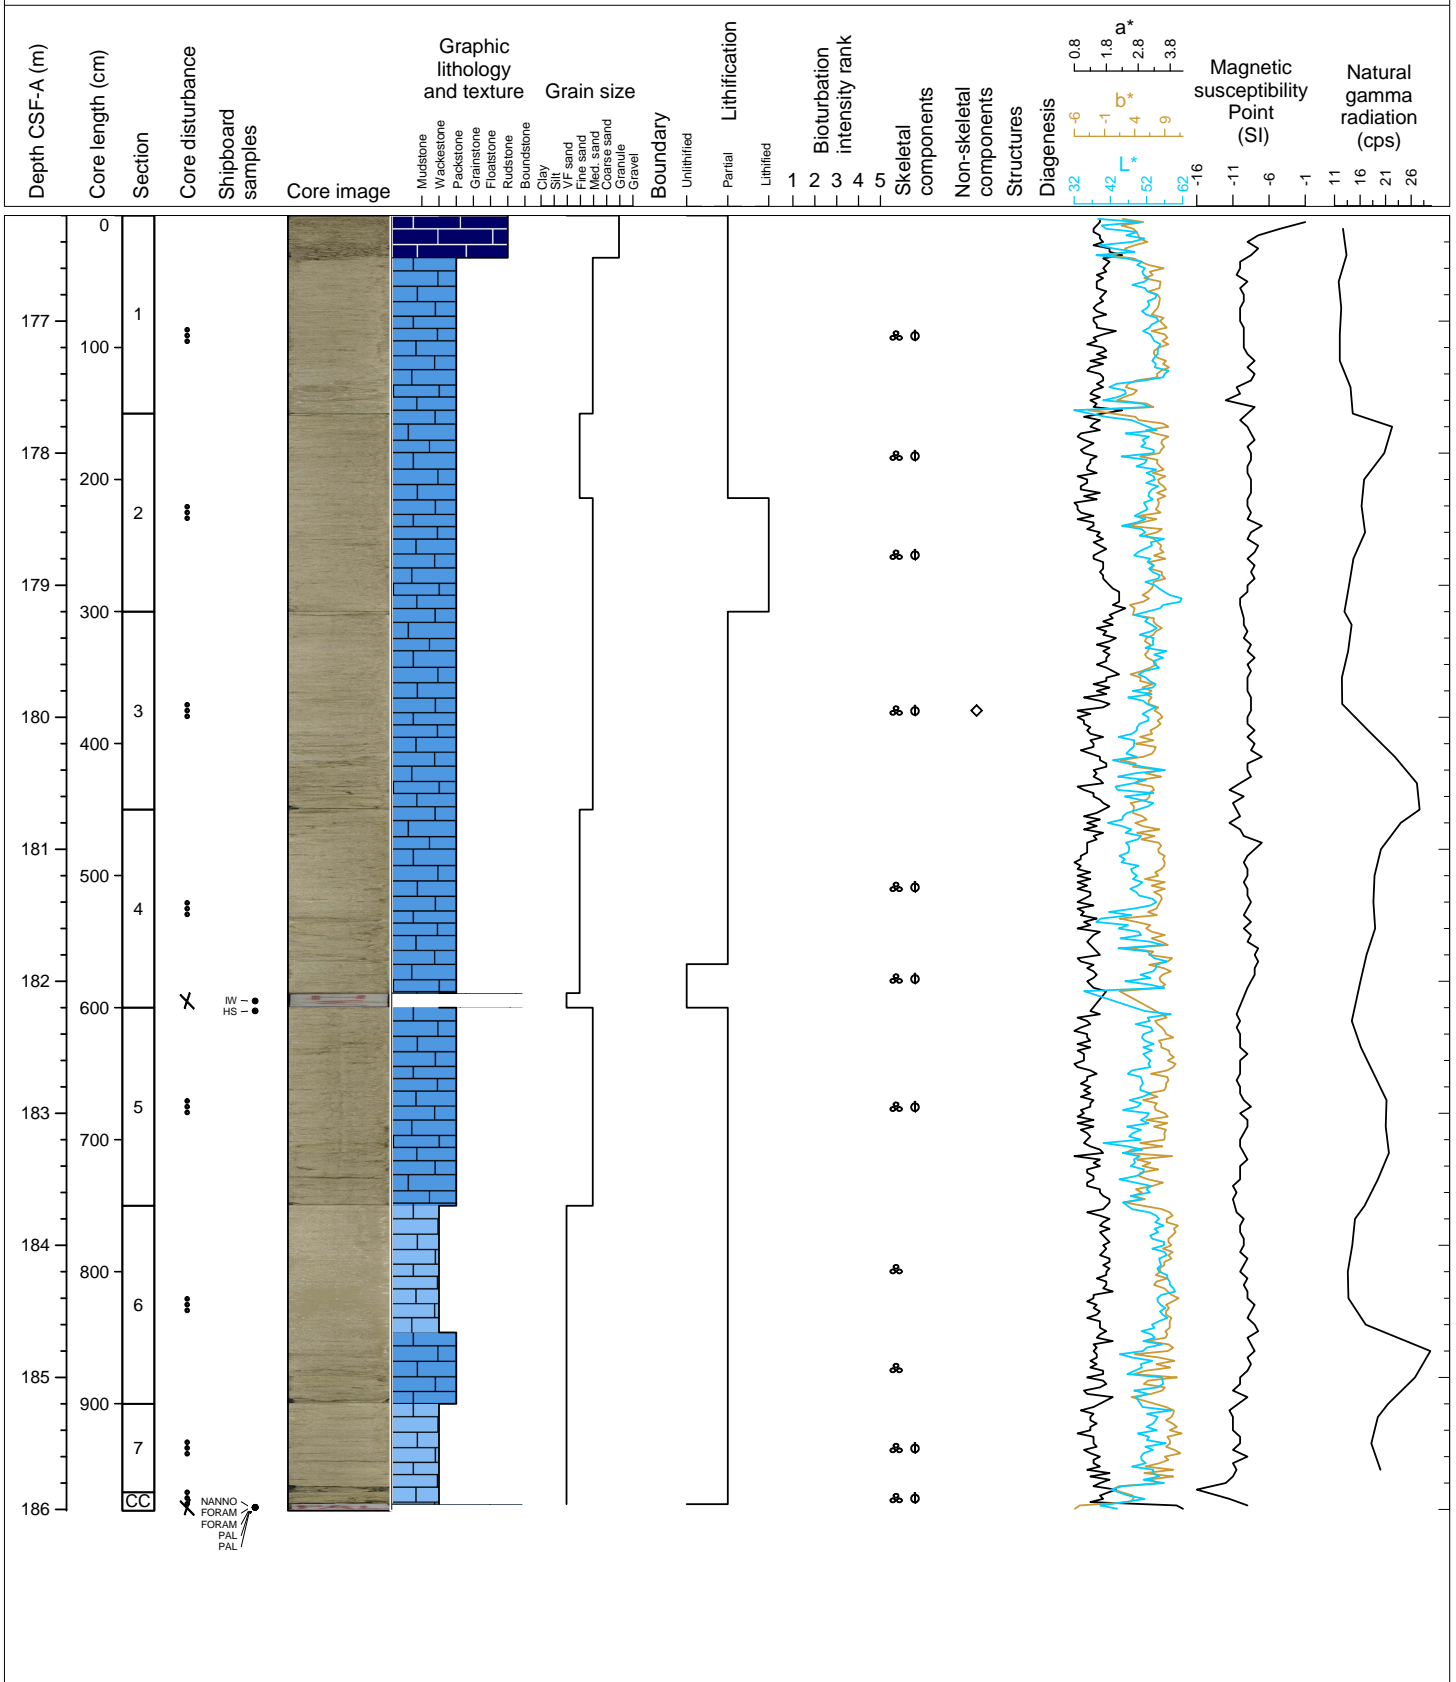 Depth CSF-A (m)
Core length (cm)
Section
Core disturbance
Shipboard
samples
Core image
Graphic
lithology
and texture
Mudstone
Wackestone
Packstone
Grainstone
Floatstone
Rudstone
Boundstone
Grain size
Clay
Silt
VF sand
Fine sand
Med. sand
Coarse sand
Granule
Gravel
Boundary
Lithification
Unlithified
Partial
Lithified
Bioturbation
intensity rank
1 2 3 4 5
Skeletal
components
Non-skeletal
components
Structures
Diagenesis
a*
0.8 1.8 2.8 3.8
b*
-6 -1 4 9
L*
32 42 52 62
Magnetic
susceptibility
Point
(SI)
-16 -11 -6 -1
Natural
gamma
radiation
(cps)
11 16 21 26
0
1
177
100
178
200
2
179
300
3
180
400
181
500
4
182
IW
600
HS
5
183
700
184
800
6
185
900
7
CC
186
NANNO
FORAM
FORAM
PAL
PAL